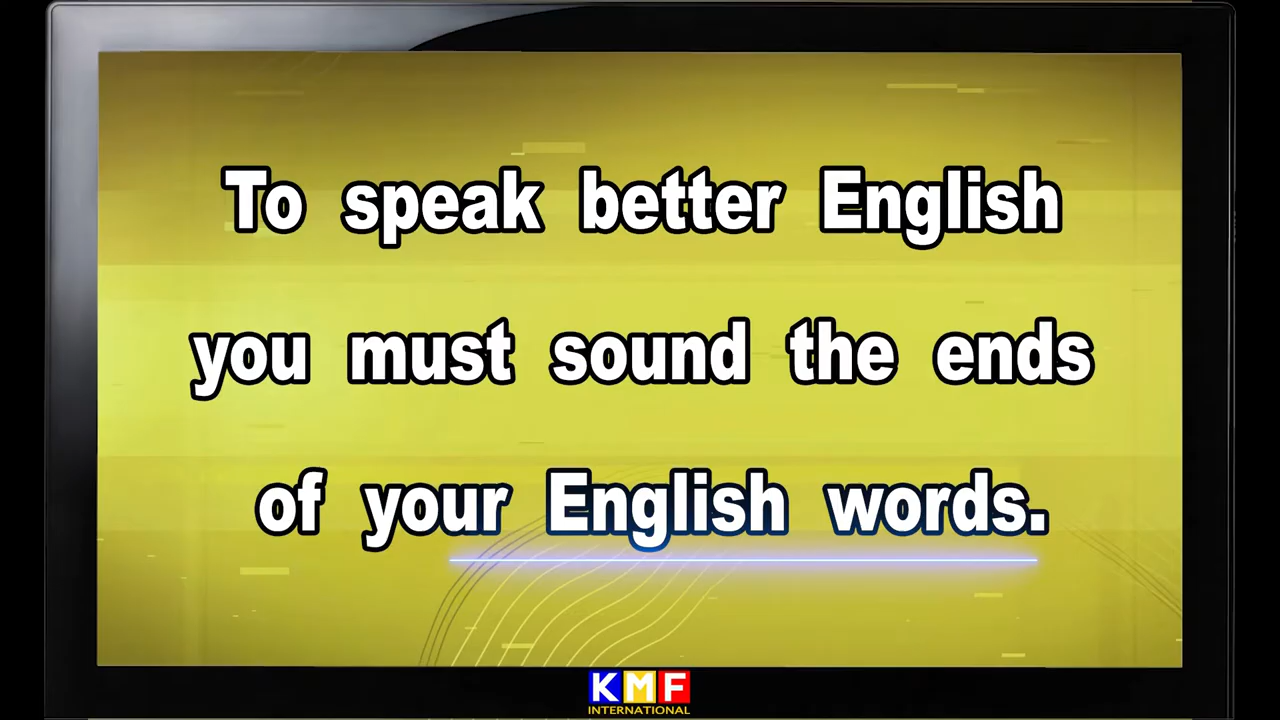 To speak better English
you must sound the ends
of your English words.
KMF
INTERNATIONAL